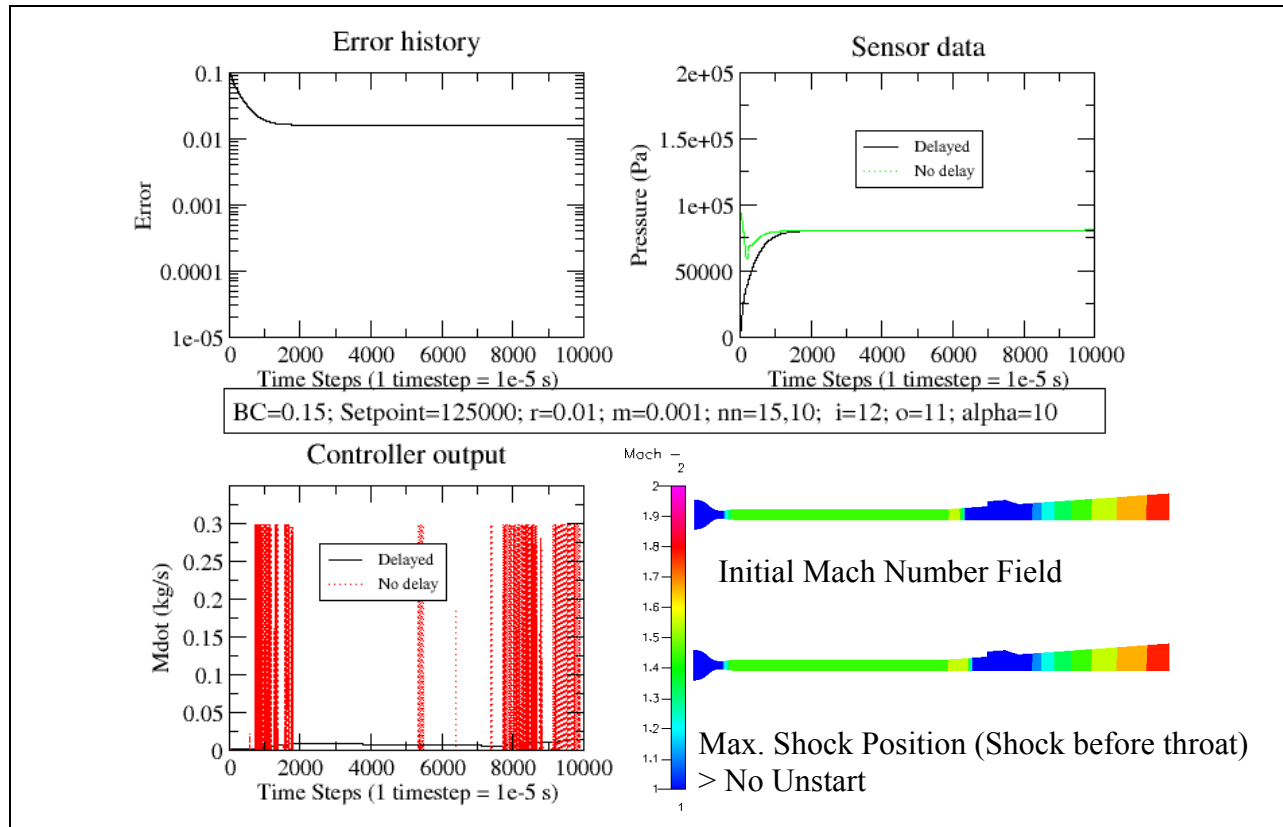 Error history
0.1
0.01
0.001
0.0001
1e-05
Error
0 2000 4000 6000 8000 10000
Time Steps (1 timestep = 1e-5 s)
Sensor data
2e+05
1.5e+05
1e+05
50000
0
Pressure (Pa)
Delayed
No delay
0 2000 4000 6000 8000 10000
Time Steps (1 timestep = 1e-5 s)
BC=0.15; Setpoint=125000; r=0.01; m=0.001; nn=15,10; i=12; o=11; alpha=10
Controller output
0.3
0.25
0.2
0.15
0.1
0.05
0
Mdot (kg/s)
Delayed
No delay
0 2000 4000 6000 8000 10000
Time Steps (1 timestep = 1e-5 s)
Mach –
2
2
1.9
1.8
1.7
1.6
1.5
1.4
1.3
1.2
1.1
1
1
Initial Mach Number Field
Max. Shock Position (Shock before throat)
> No Unstart